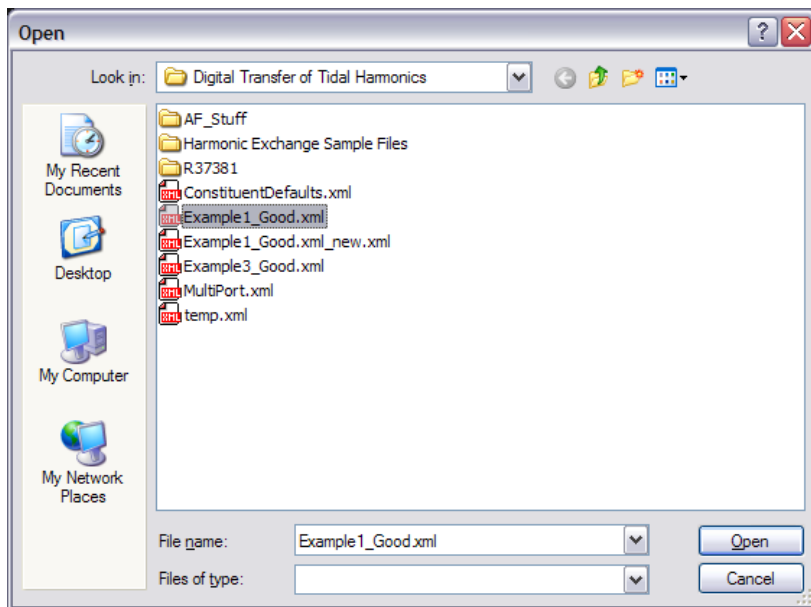 Open
Look in:
Digital Transfer of Tidal Harmonics
My Recent
Documents
Desktop
My Computer
My Network
Places
AF_Stuff
Harmonic Exchange Sample Files
R37381
ConstituentDefaults.xml
Example1_Good.xml
Example1_Good.xml_new.xml
Example3_Good.xml
MultiPort.xml
temp.xml
File name:
Example1_Good.xml
Open
Files of type:
Cancel